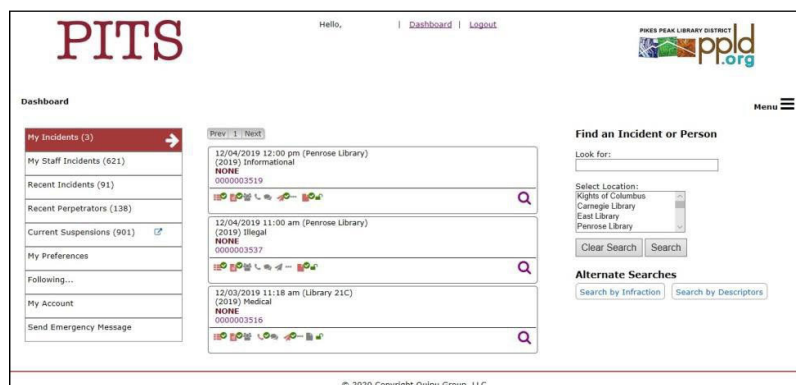 PITS
Hello, | Dashboard | Logout
PIKES PEAK LIBRARY DISTRICT
ppld
.org
Dashboard
Menu
My Incidents (3)
My Staff Incidents (621)
Recent Incidents (91)
Recent Perpetrators (138)
Current Suspensions (901)
My Preferences
Following...
My Account
Send Emergency Message
Prev 1 Next
12/04/2019 12:00 pm (Penrose Library)
(2019) Informational
NONE
0000003519
12/04/2019 11:00 am (Penrose Library)
(2019) Illegal
NONE
0000003537
12/03/2019 11:18 am (Library 21C)
(2019) Medical
NONE
0000003516
Find an Incident or Person
Look for:
Select Location:
Kights of Columbus
Carnegie Library
East Library
Penrose Library
Clear Search Search
Alternate Searches
Search by Infraction Search by Descriptors
© 2020 Copyright Quipu Group, LLC